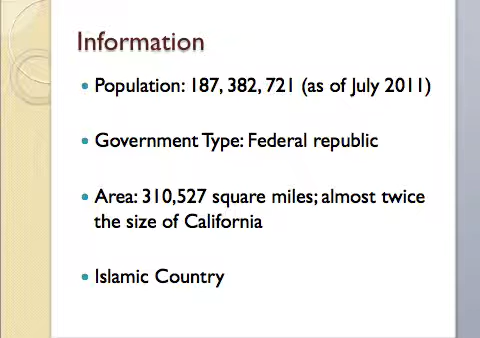 Information
• Population: 187, 382, 721 (as of July 2011)
• Government Type: Federal republic
• Area: 310,527 square miles; almost twice
the size of California
• Islamic Country